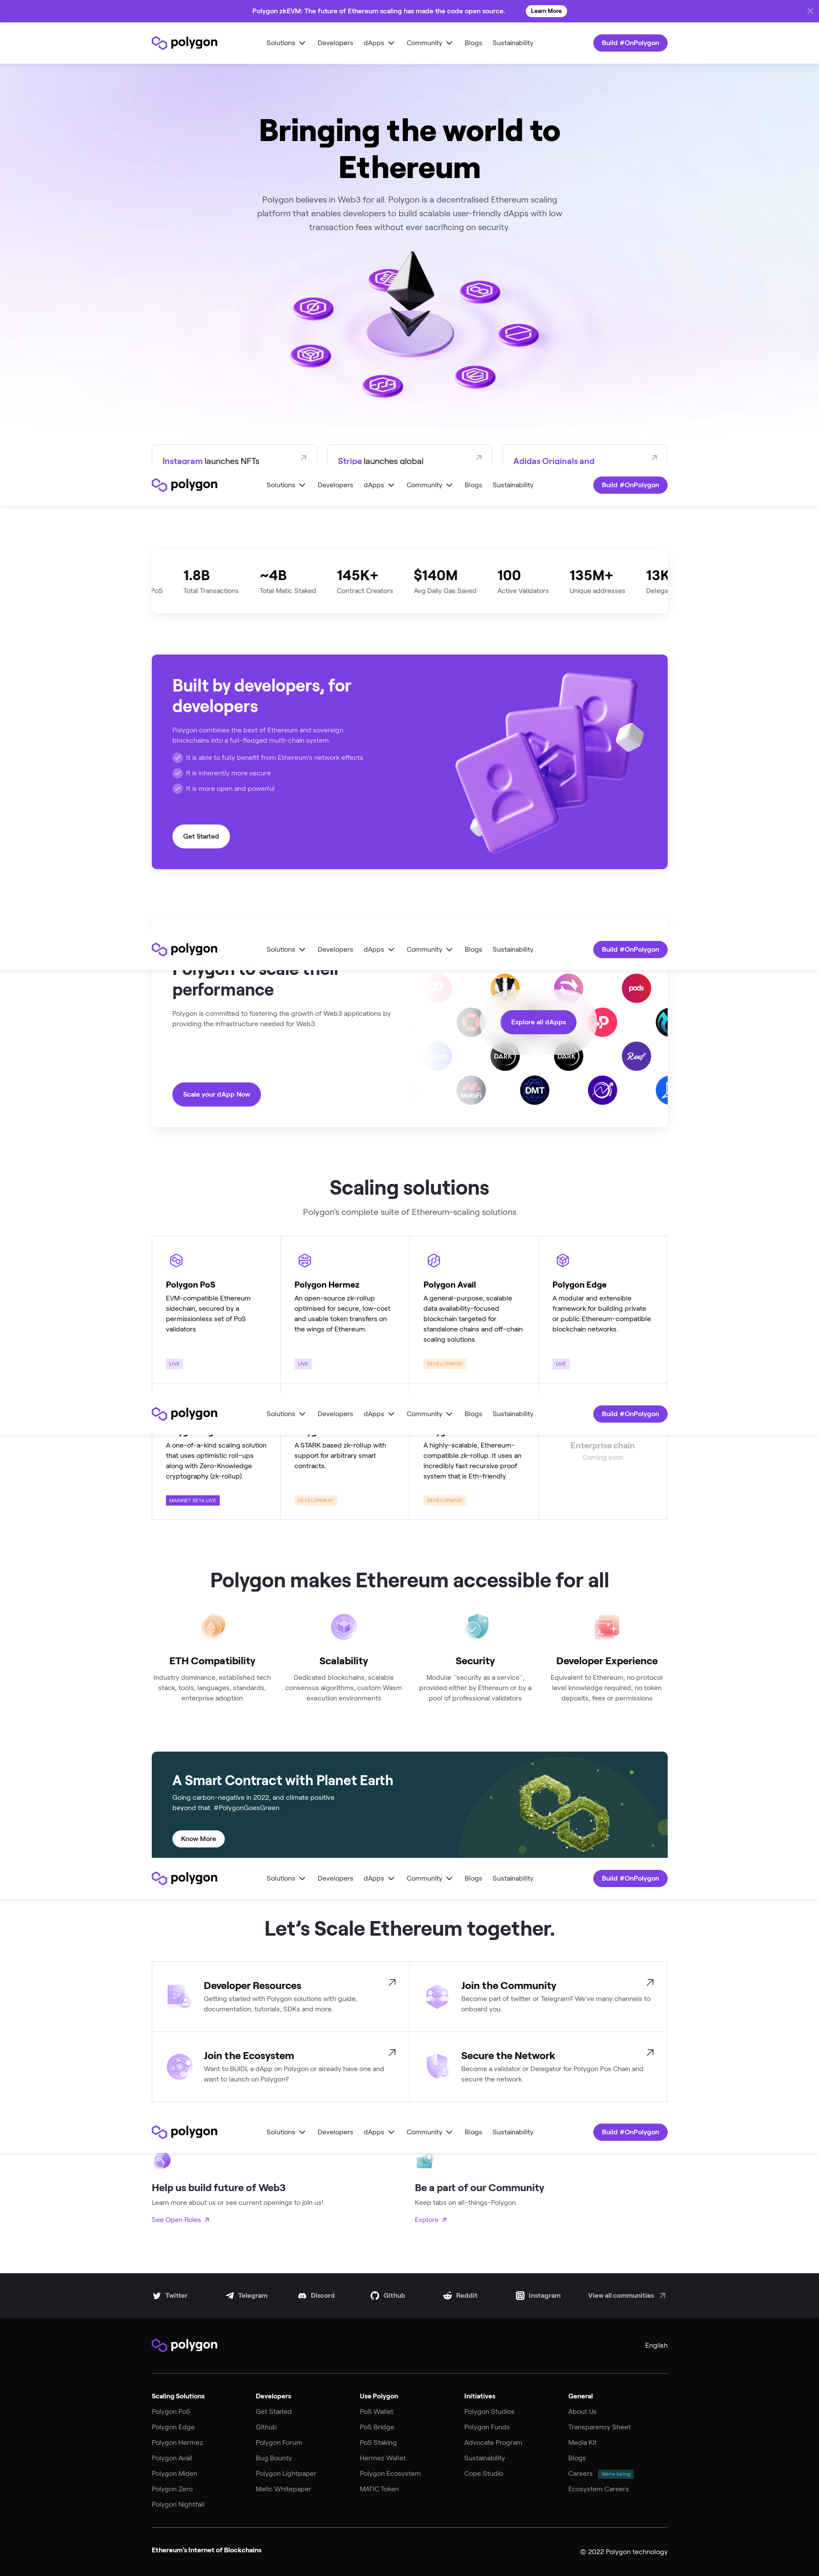 Polygon zkEVM: The future of Ethereum scaling has made the code open source. Learn More
polygon Solutions Developers dApps Community Blogs Sustainability Build #OnPolygon
Bringing the world to
Ethereum
Polygon believes in Web3 for all. Polygon is a decentralised Ethereum scaling
platform that enables developers to build scalable user-friendly dApps with low
transaction fees without ever sacrificing on security.
Instagram launches NFTs
Stripe launches global
Adidas Originals and
polygon Solutions Developers dApps Community Blogs Sustainability Build #OnPolygon
1.8B ~4B 145K+ $140M 100 135M+ 13K
PoS Total Transactions Total Matic Staked Contract Creators Avg Daily Gas Saved Active Validators Unique addresses Delega
Built by developers, for
developers
Polygon combines the best of Ethereum and sovereign
blockchains into a full-fledged multi-chain system.
It is able to fully benefit from Ethereum's network effects
It is inherently more secure
It is more open and powerful
Get Started
polygon Solutions Developers dApps Community Blogs Sustainability Build #OnPolygon
Polygon to scale their
performance
Polygon is committed to fostering the growth of Web3 applications by
providing the infrastructure needed for Web3.
Scale your dApp Now
pods
Explore all dApps
DARK DARK Reef
MobiFi DMT
Scaling solutions
Polygon's complete suite of Ethereum-scaling solutions
Polygon PoS
EVM-compatible Ethereum
sidechain, secured by a
permissionless set of PoS
validators.
LIVE
Polygon Hermez
An open-source zk-rollup
optimised for secure, low-cost
and usable token transfers on
the wings of Ethereum.
LIVE
Polygon Avail
A general-purpose, scalable
data availability-focused
blockchain targeted for
standalone chains and off-chain
scaling solutions.
DEVELOPMENT
Polygon Edge
A modular and extensible
framework for building private
or public Ethereum-compatible
blockchain networks.
LIVE
polygon Solutions Developers dApps Community Blogs Sustainability Build #OnPolygon
A one-of-a-kind scaling solution
that uses optimistic roll-ups
along with Zero-Knowledge
cryptography (zk-rollup).
MAINNET BETA LIVE
A STARK based zk-rollup with
support for arbitrary smart
contracts.
DEVELOPMENT
A highly-scalable, Ethereum-
compatible zk-rollup. It uses an
incredibly fast recursive proof
system that is Eth-friendly.
DEVELOPMENT
Enterprise chain
Coming soon
Polygon makes Ethereum accessible for all
ETH Compatibility
Industry dominance, established tech
stack, tools, languages, standards,
enterprise adoption
Scalability
Dedicated blockchains, scalable
consensus algorithms, custom Wasm
execution environments
Security
Modular "security as a service",
provided either by Ethereum or by a
pool of professional validators
Developer Experience
Equivalent to Ethereum, no protocol
level knowledge required, no token
deposits, fees or permissions
A Smart Contract with Planet Earth
Going carbon-negative in 2022, and climate positive
beyond that. #PolygonGoesGreen
Know More
polygon Solutions Developers dApps Community Blogs Sustainability Build #OnPolygon
Let's Scale Ethereum together.
Developer Resources
Getting started with Polygon solutions with guide,
documentation, tutorials, SDKs and more.
Join the Community
Become part of twitter or Telegram? We've many channels to
onboard you.
Join the Ecosystem
Want to BUIDL a dApp on Polygon or already have one and
want to launch on Polygon?
Secure the Network
Become a validator or Delegator for Polygon Pos Chain and
secure the network
polygon Solutions Developers dApps Community Blogs Sustainability Build #OnPolygon
Help us build future of Web3
Learn more about us or see current openings to join us!
See Open Roles
Be a part of our Community
Keep tabs on all-things-Polygon.
Explore
Twitter Telegram Discord Github Reddit Instagram View all communities
polygon English
Scaling Solutions
Polygon PoS
Polygon Edge
Polygon Hermez
Polygon Avail
Polygon Miden
Polygon Zero
Polygon Nightfall
Developers
Get Started
Github
Polygon Forum
Bug Bounty
Polygon Lightpaper
Matic Whitepaper
Use Polygon
PoS Wallet
PoS Bridge
PoS Staking
Hermez Wallet
Polygon Ecosystem
MATIC Token
Initiatives
Polygon Studios
Polygon Funds
Advocate Program
Sustainability
Cope.Studio
General
About Us
Transparency Sheet
Media Kit
Blogs
Careers We're hiring
Ecosystem Careers
Ethereum's Internet of Blockchains
© 2022 Polygon technology